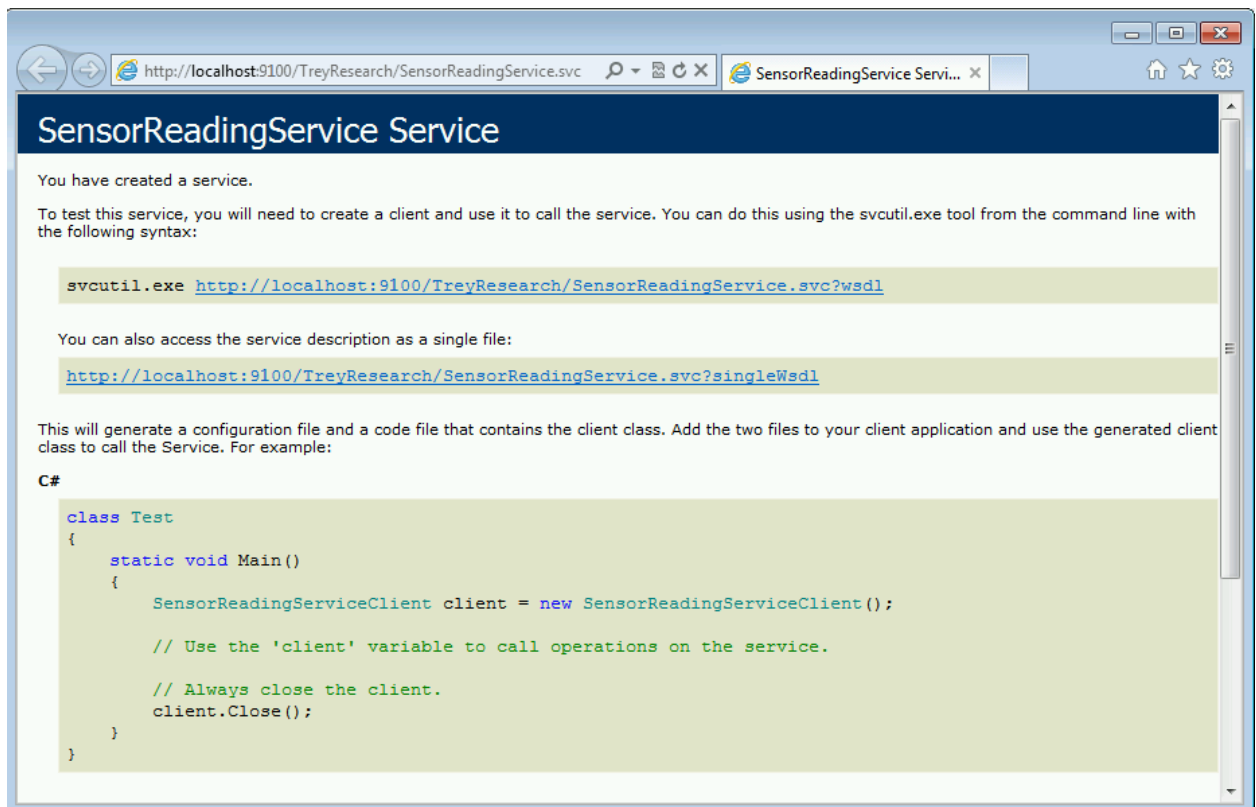 http://localhost:9100/TreyResearch/SensorReadingService.svc
SensorReadingService Servi...
SensorReadingService Service
You have created a service.
To test this service, you will need to create a client and use it to call the service. You can do this using the svcutil.exe tool from the command line with
the following syntax:
svcutil.exe http://localhost:9100/TreyResearch/SensorReadingService.svc?wsdl
You can also access the service description as a single file:
http://localhost:9100/TreyResearch/SensorReadingService.svc?singleWsdl
This will generate a configuration file and a code file that contains the client class. Add the two files to your client application and use the generated client
class to call the Service. For example:
C#
class Test
{
    static void Main()
    {
        SensorReadingServiceClient client = new SensorReadingServiceClient();
        // Use the 'client' variable to call operations on the service.
        // Always close the client.
        client.Close();
    }
}